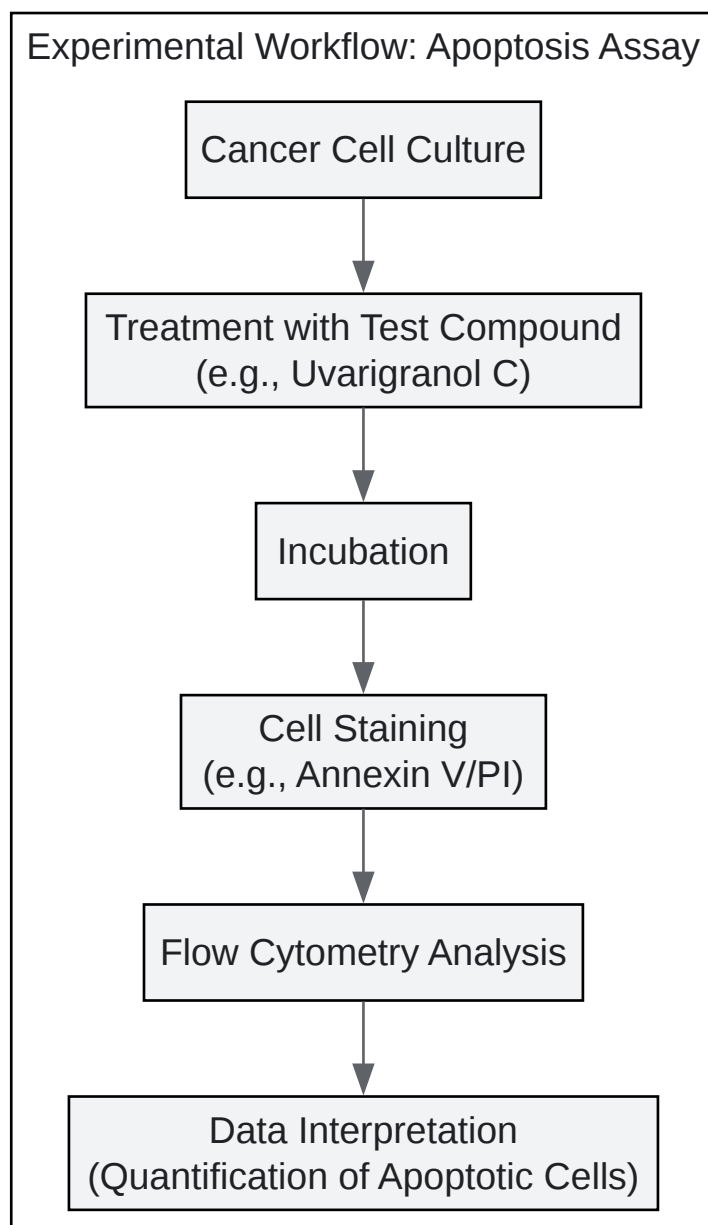 Experimental Workflow: Apoptosis Assay
Cancer Cell Culture
Treatment with Test Compound
(e.g., Uvarigranol C)
Incubation
Cell Staining
(e.g., Annexin V/PI)
Flow Cytometry Analysis
Data Interpretation
(Quantification of Apoptotic Cells)